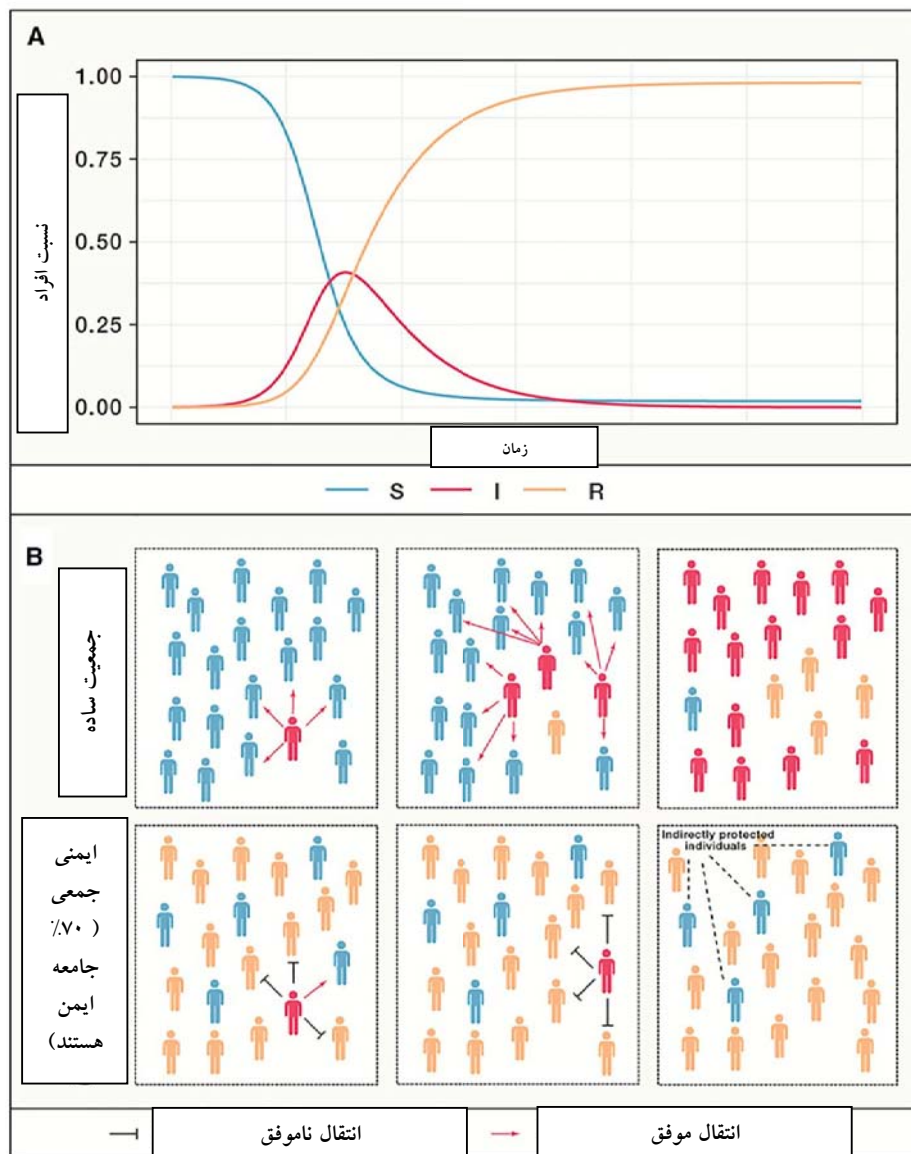 A
1.00
0.75
0.50
0.25
0.00
نسبت افراد
زمان
S I R
B
جمعیت ساده
Indirectly protected
individuals
ایمنی
جمعی
( ۷۰٪
جامعه
ایمن
هستند)
انتقال ناموفق
انتقال موفق